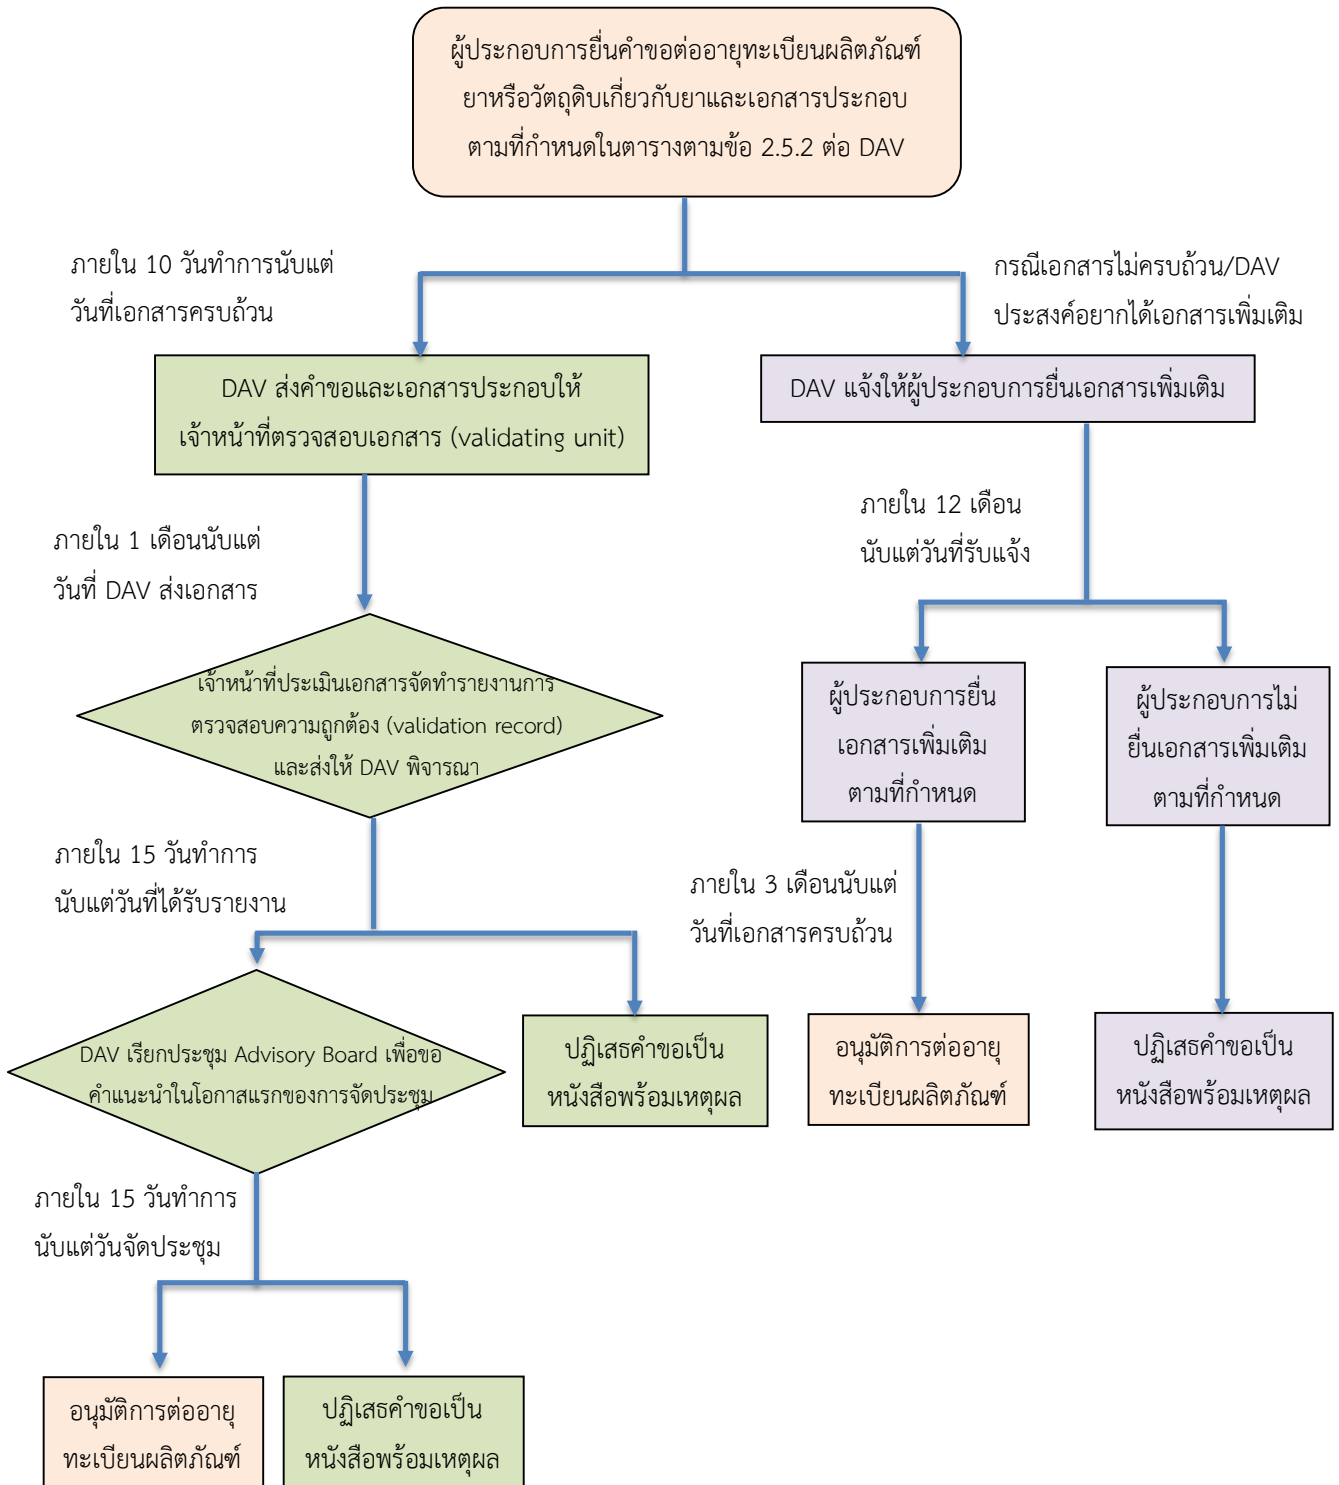 ผู้ประกอบการยื่นคำขอต่ออายุทะเบียนผลิตภัณฑ์
ยาหรือวัตถุดิบเกี่ยวกับยาและเอกสารประกอบ
ตามที่กำหนดในตารางตามข้อ 2.5.2 ต่อ DAV
ภายใน 10 วันทำการนับแต่
วันที่เอกสารครบถ้วน
กรณีเอกสารไม่ครบถ้วน/DAV
ประสงค์อยากได้เอกสารเพิ่มเติม
DAV ส่งคำขอและเอกสารประกอบให้
เจ้าหน้าที่ตรวจสอบเอกสาร (validating unit)
DAV แจ้งให้ผู้ประกอบการยื่นเอกสารเพิ่มเติม
ภายใน 1 เดือนนับแต่
วันที่ DAV ส่งเอกสาร
ภายใน 12 เดือน
นับแต่วันที่รับแจ้ง
เจ้าหน้าที่ประเมินเอกสารจัดทำรายงานการ
ตรวจสอบความถูกต้อง (validation record)
และส่งให้ DAV พิจารณา
ผู้ประกอบการยื่น
เอกสารเพิ่มเติม
ตามที่กำหนด
ผู้ประกอบการไม่
ยื่นเอกสารเพิ่มเติม
ตามที่กำหนด
ภายใน 15 วันทำการ
นับแต่วันที่ได้รับรายงาน
ภายใน 3 เดือนนับแต่
วันที่เอกสารครบถ้วน
DAV เรียกประชุม Advisory Board เพื่อขอ
คำแนะนำในโอกาสแรกของการจัดประชุม
ปฏิเสธคำขอเป็น
หนังสือพร้อมเหตุผล
อนุมัติการต่ออายุ
ทะเบียนผลิตภัณฑ์
ปฏิเสธคำขอเป็น
หนังสือพร้อมเหตุผล
ภายใน 15 วันทำการ
นับแต่วันจัดประชุม
อนุมัติการต่ออายุ
ทะเบียนผลิตภัณฑ์
ปฏิเสธคำขอเป็น
หนังสือพร้อมเหตุผล